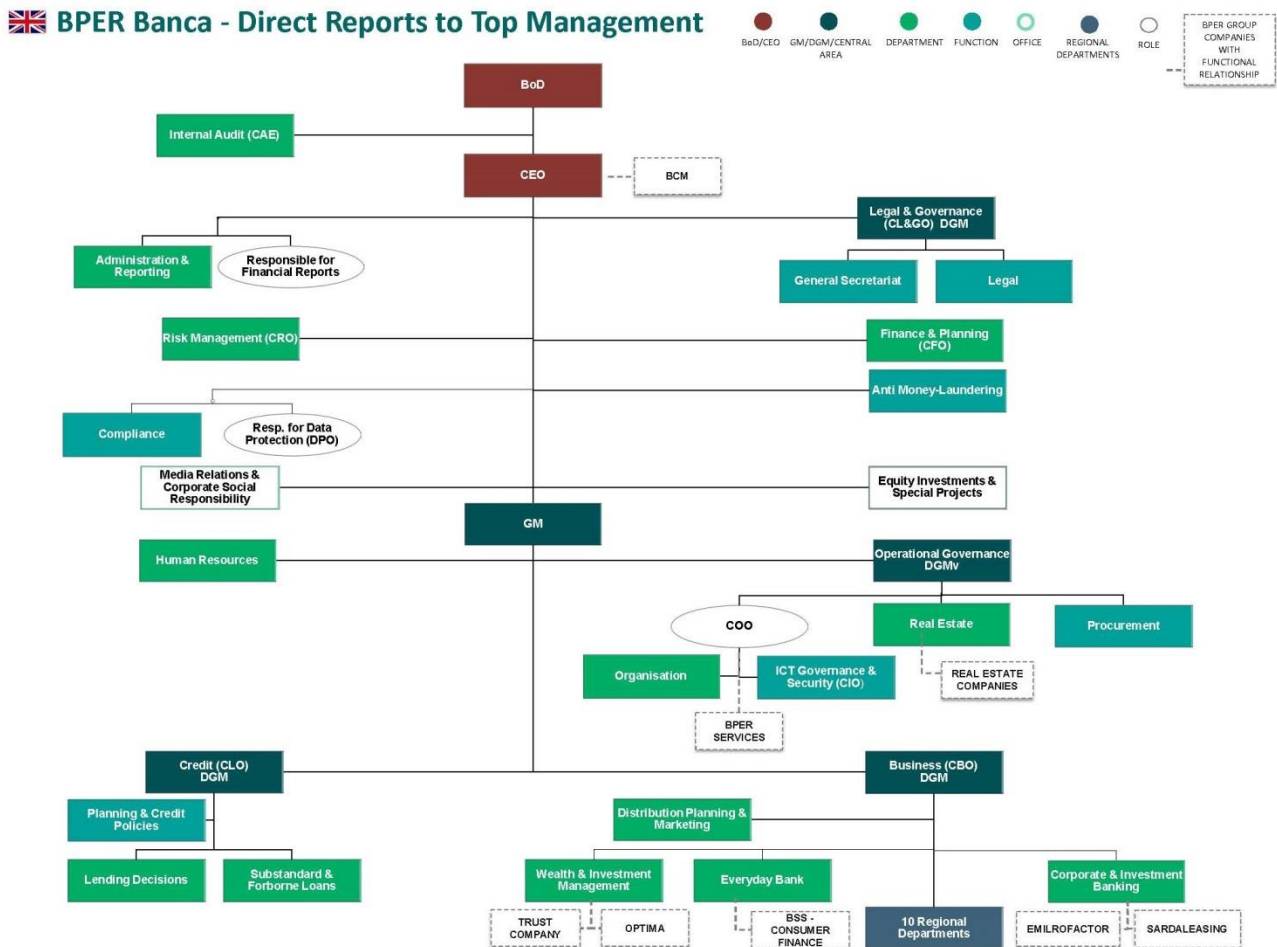 BPER Banca - Direct Reports to Top Management
BoD/CEO
GM/DGM/CENTRAL
AREA
DEPARTMENT
FUNCTION
OFFICE
REGIONAL
DEPARTMENTS
ROLE
BPER GROUP
COMPANIES
WITH
FUNCTIONAL
RELATIONSHIP
BoD
Internal Audit (CAE)
CEO
BCM
Legal & Governance
(CL&GO) DGM
Administration &
Reporting
Responsible for
Financial Reports
General Secretariat
Legal
Risk Management (CRO)
Finance & Planning
(CFO)
Anti Money-Laundering
Compliance
Resp. for Data
Protection (DPO)
Media Relations &
Corporate Social
Responsibility
Equity Investments &
Special Projects
GM
Human Resources
Operational Governance
DGMv
COO
Real Estate
Procurement
Organisation
ICT Governance &
Security (CIO)
REAL ESTATE
COMPANIES
BPER
SERVICES
Credit (CLO)
DGM
Business (CBO)
DGM
Planning & Credit
Policies
Distribution Planning &
Marketing
Lending Decisions
Substandard &
Forborne Loans
Wealth & Investment
Management
Everyday Bank
Corporate & Investment
Banking
TRUST
COMPANY
OPTIMA
BSS -
CONSUMER
FINANCE
10 Regional
Departments
EMILROFACTOR
SARDALEASING